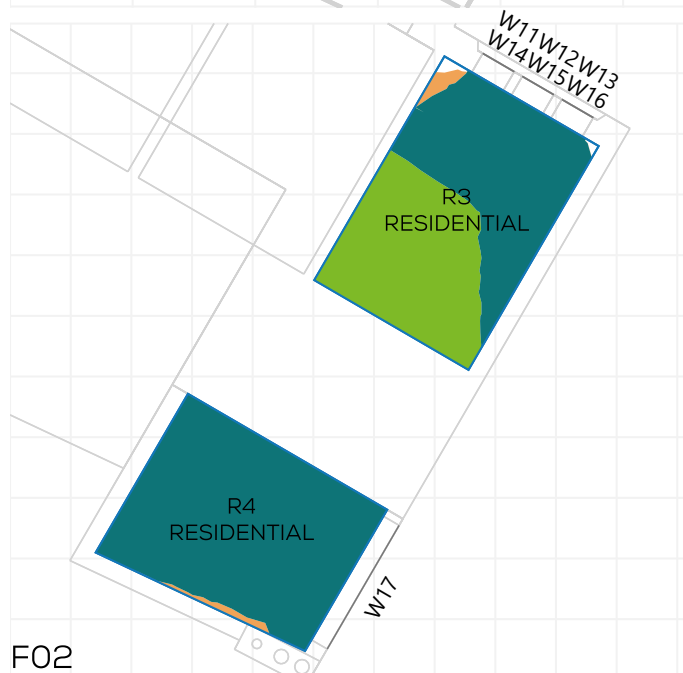 W11W12W13
W14W15W16
R3
RESIDENTIAL
R4
RESIDENTIAL
W17
F02